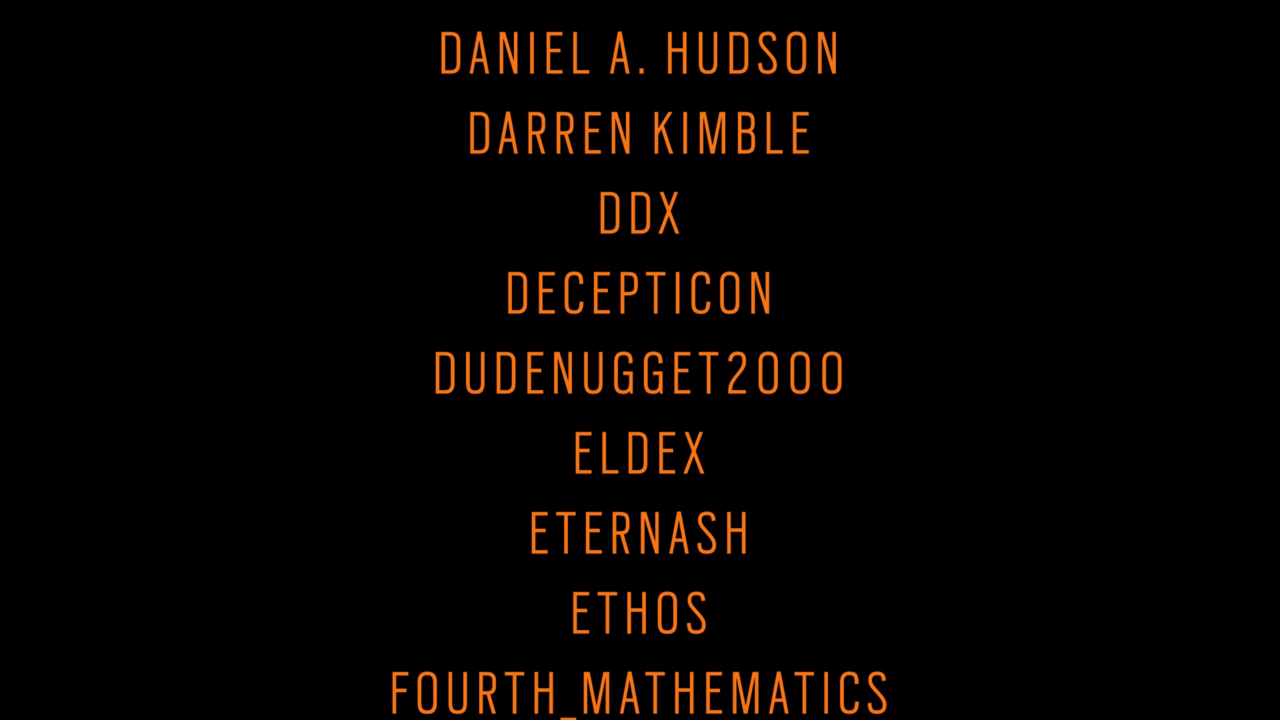 DANIEL A. HUDSON
DARREN KIMBLE
DDX
DECEPTICON
DUDENUGGET2000
ELDEX
ETERNASH
ETHOS
FOURTH_MATHEMATICS